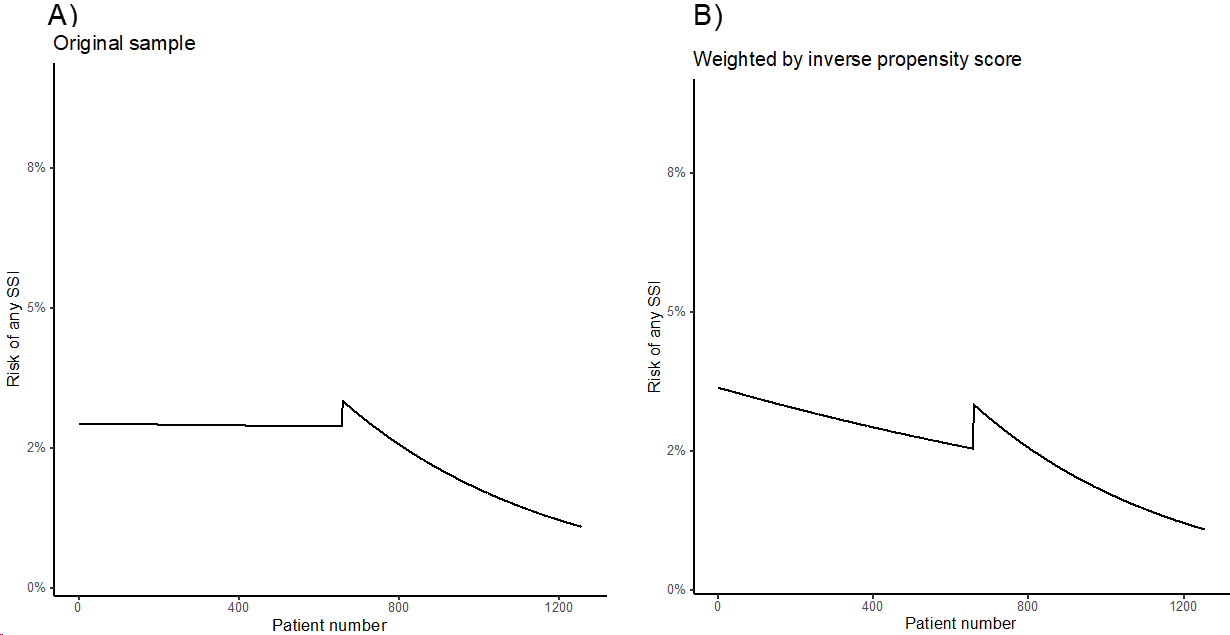 A)
Original sample
8%
5%
2%
0%
Risk of any SSI
0
400
800
1200
Patient number
B)
Weighted by inverse propensity score
8%
5%
2%
0%
Risk of any SSI
0
400
800
1200
Patient number